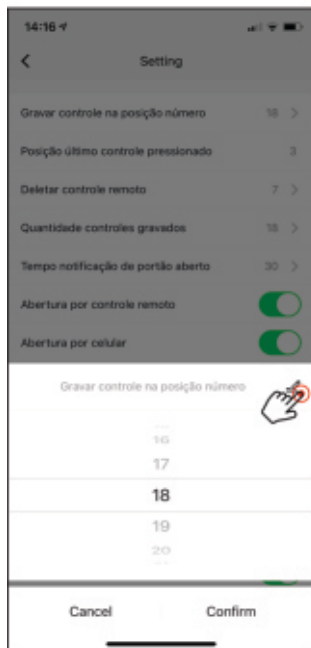 14:16
Setting
Gravar controle na posição número 18 >
Posição último controle pressionado 3
Deletar controle remoto 7 >
Quantidade controles gravados 18 >
Tempo notificação de portão aberto 30 >
Abertura por controle remoto
Abertura por celular
Gravar controle na posição número
16
17
18
19
20
Cancel Confirm